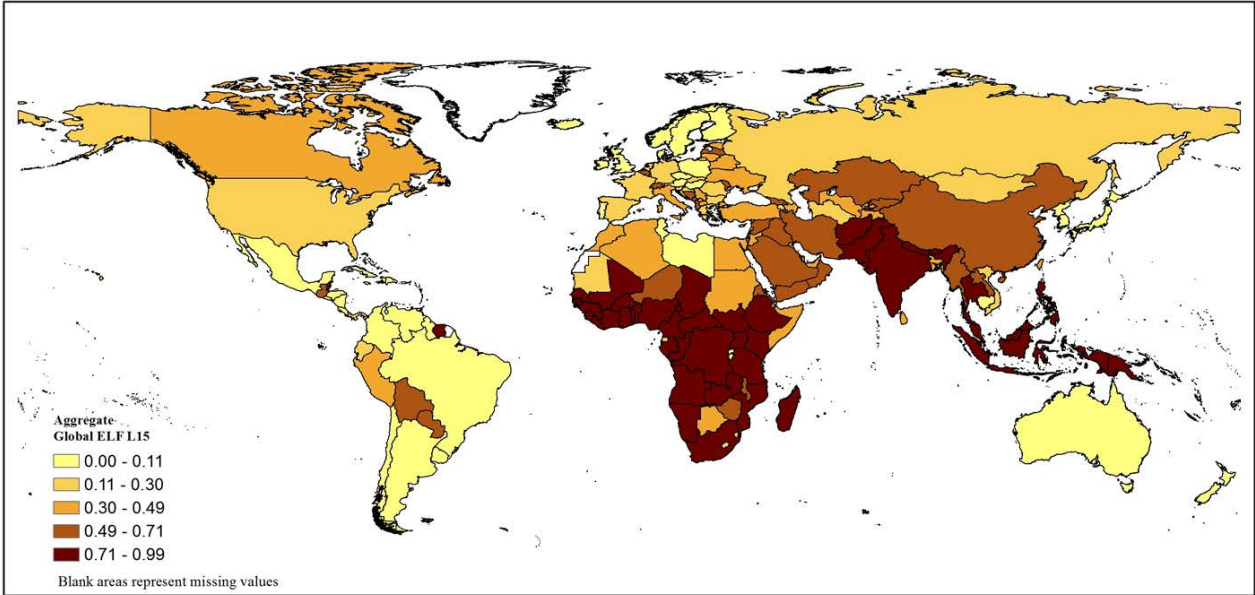 Aggregate
Global ELF L15
0.00 - 0.11
0.11 - 0.30
0.30 - 0.49
0.49 - 0.71
0.71 - 0.99
Blank areas represent missing values